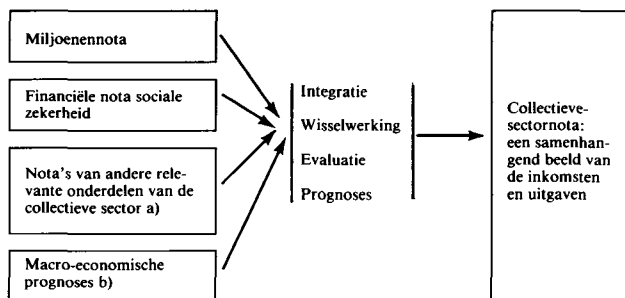 Miljoenennota
Financiële nota sociale
zekerheid
Nota's van andere rele-
vante onderdelen van de
collectieve sector a)
Macro-economische
prognoses b)
Integratie
Wisselwerking
Evaluatie
Prognoses
Collectieve-
sectornota:
een samenhan-
gend beeld van
de inkomsten
en uitgaven